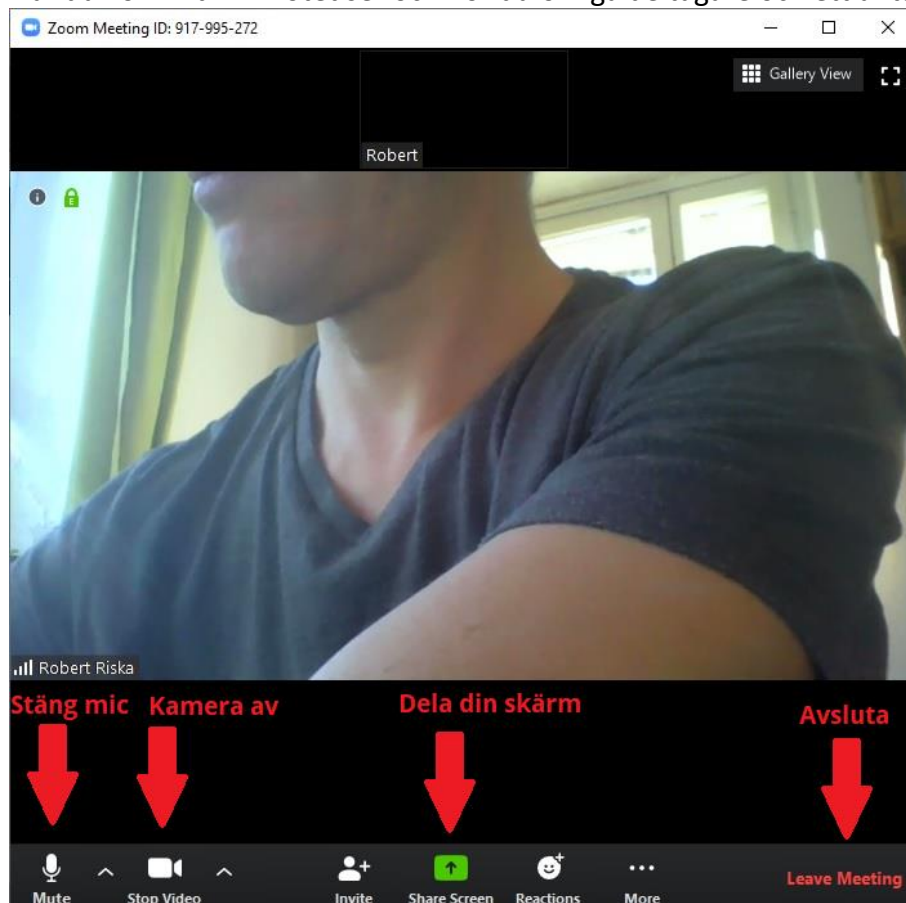 Zoom Meeting ID: 917-995-272
Gallery View
Robert
E
Robert Riska
Stäng mic Kamera av Dela din skärm Avsluta
Mute Stop Video Invite Share Screen Reactions More Leave Meeting